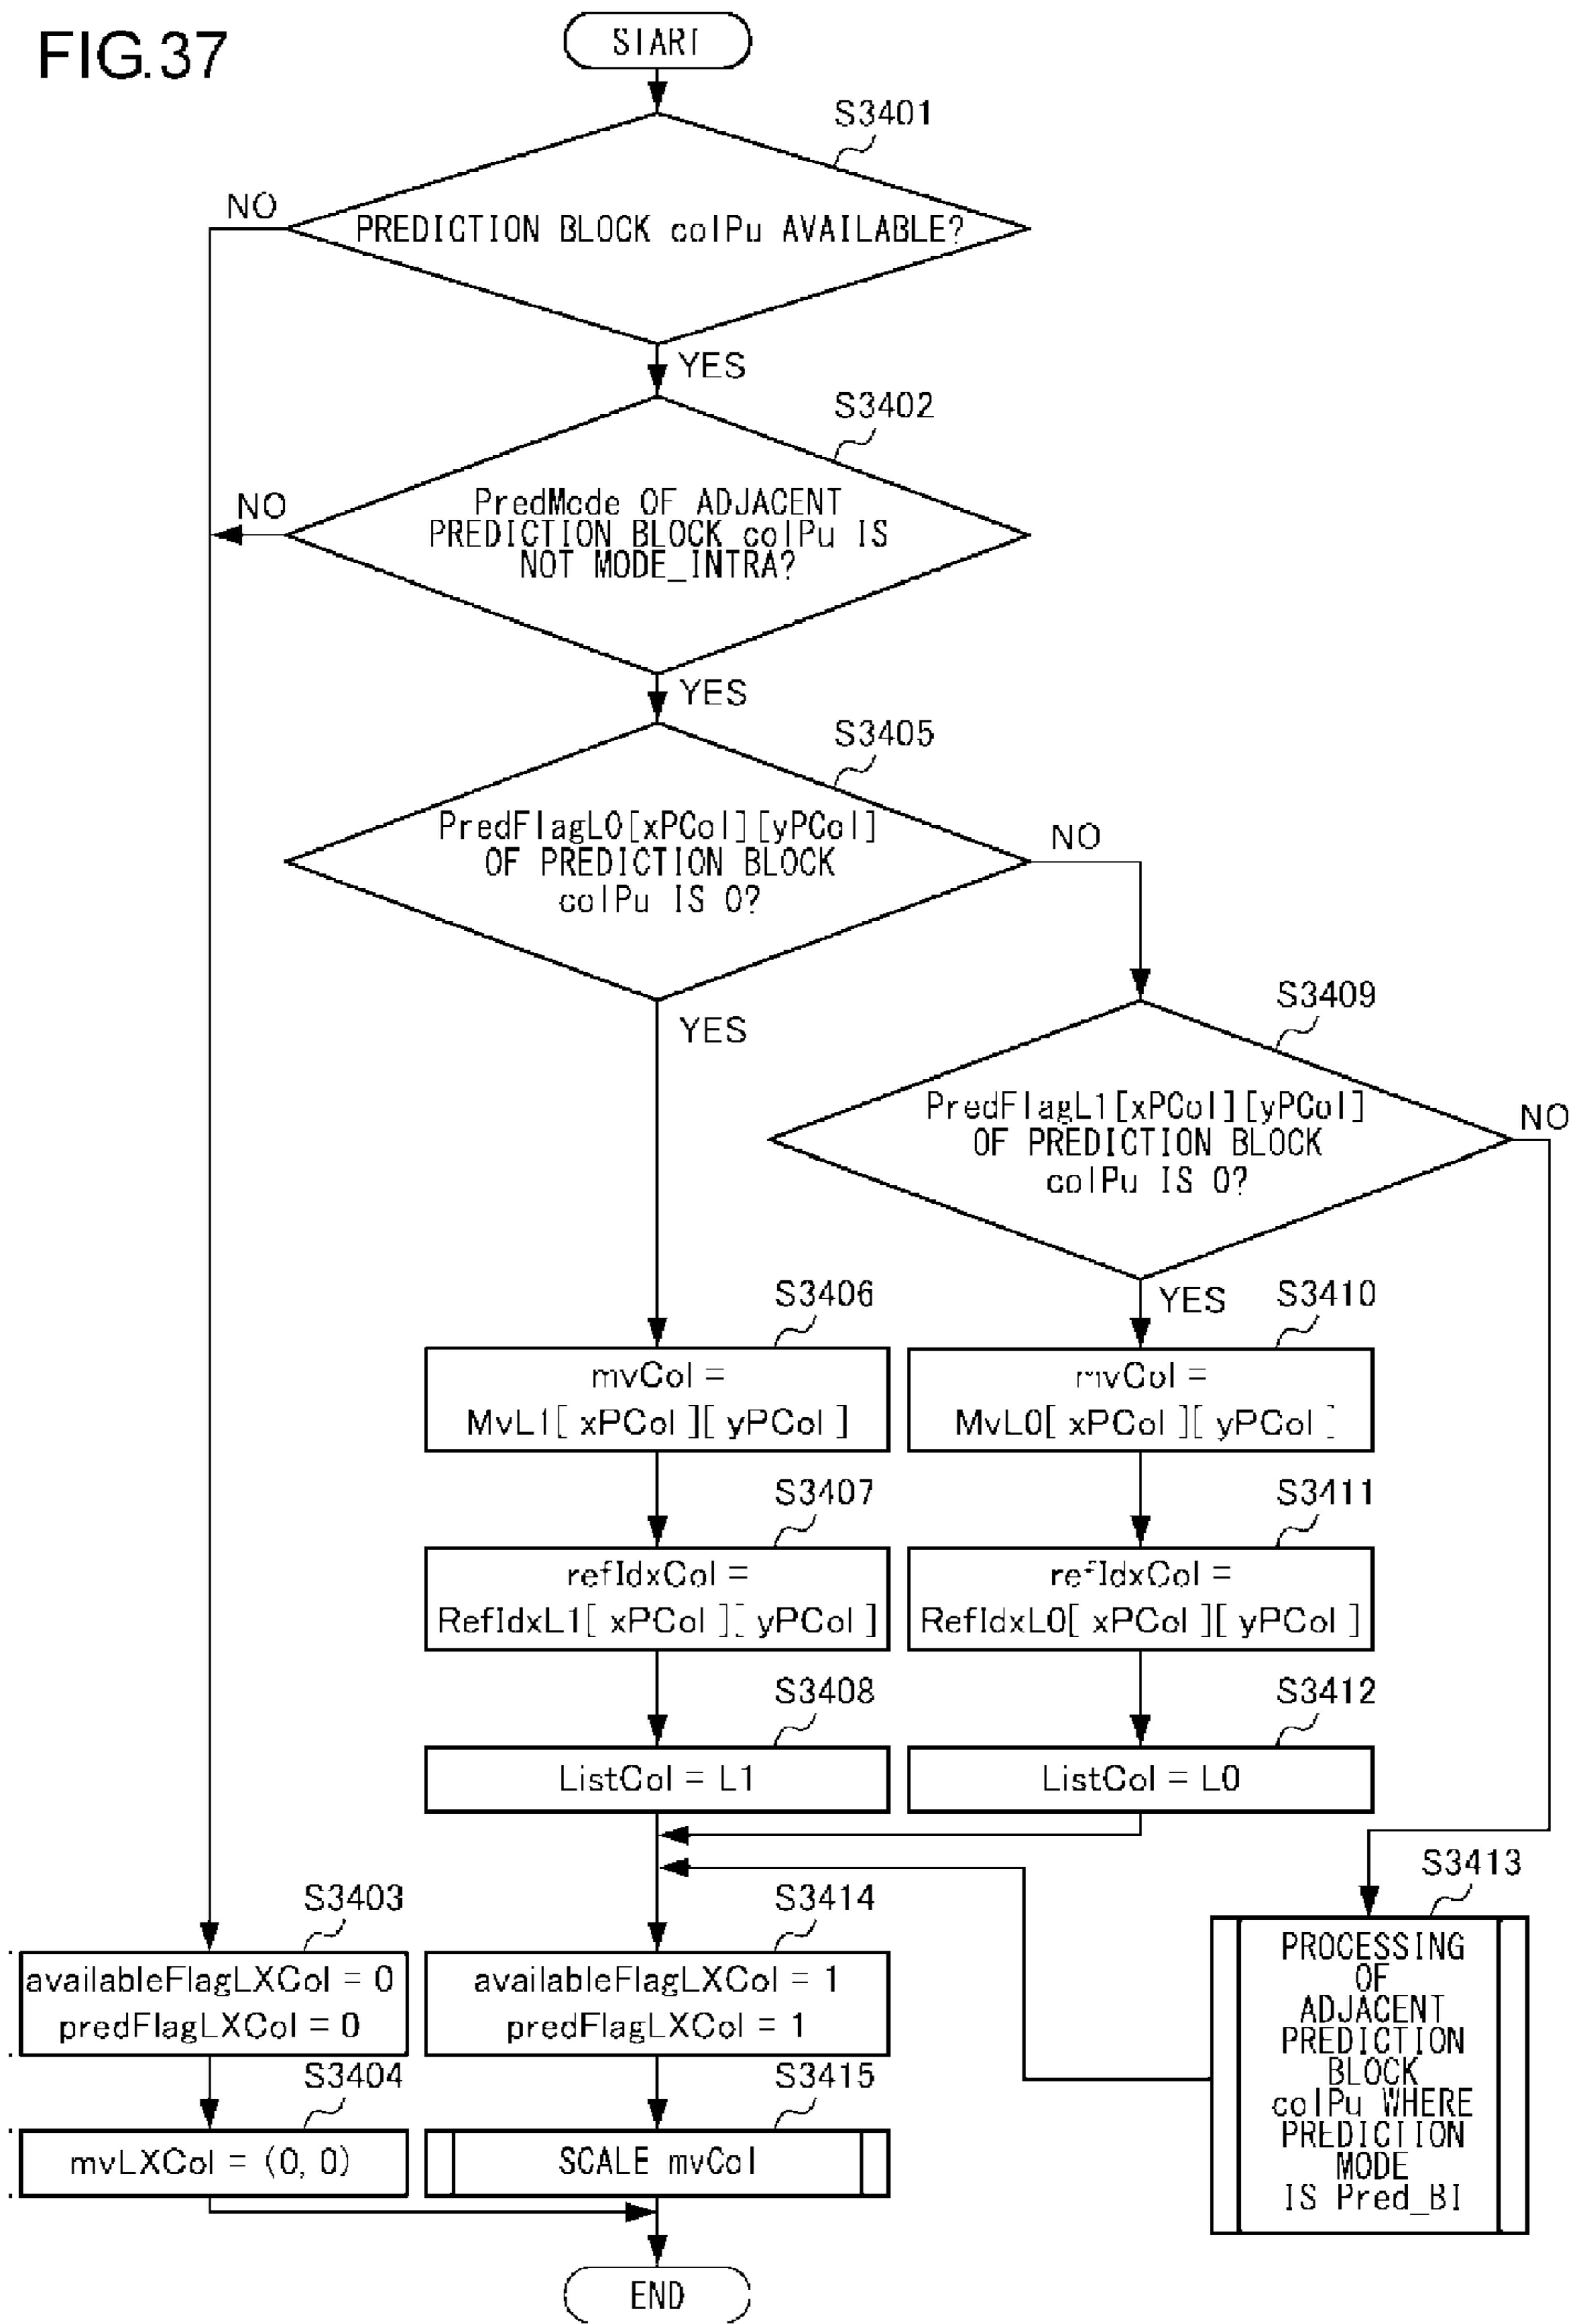 FIG.37
START
S3401
NO
PREDICTION BLOCK colPu AVAILABLE?
YES
S3402
NO
PredMode OF ADJACENT
PREDICTION BLOCK colPu IS
NOT MODE_INTRA?
YES
S3405
PredFlagL0[xPCol][yPCol]
OF PREDICTION BLOCK
colPu IS 0?
NO
YES
S3409
PredFlagL1[xPCol][yPCol]
OF PREDICTION BLOCK
colPu IS 0?
NO
YES
S3406
mvCol =
MvL1[ xPCol ][ yPCol ]
S3410
mvCol =
MvL0[ xPCol ][ yPCol ]
S3407
refIdxCol =
RefIdxL1[ xPCol ][ yPCol ]
S3411
refIdxCol =
RefIdxL0[ xPCol ][ yPCol ]
S3408
ListCol = L1
S3412
ListCol = L0
S3403
availableFlagLXCol = 0
predFlagLXCol = 0
S3414
availableFlagLXCol = 1
predFlagLXCol = 1
S3413
PROCESSING
OF
ADJACENT
PREDICTION
BLOCK
colPu WHERE
PREDICTION
MODE
IS Pred_BI
S3404
mvLXCol = (0, 0)
S3415
SCALE mvCol
END